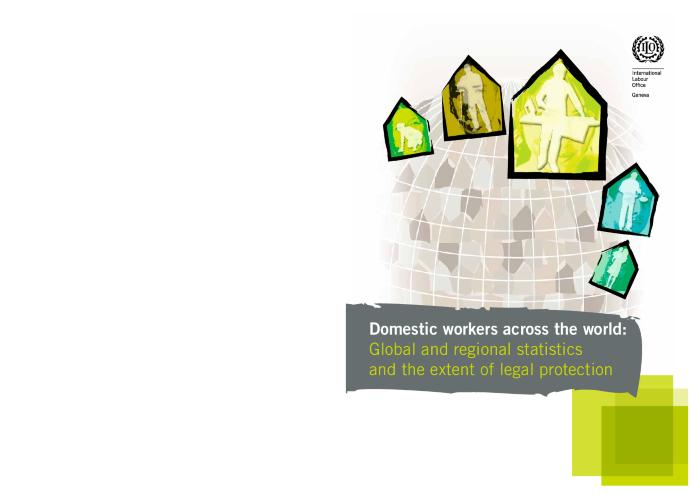 ILO
International
Labour
Office
Geneva
Domestic workers across the world:
Global and regional statistics
and the extent of legal protection